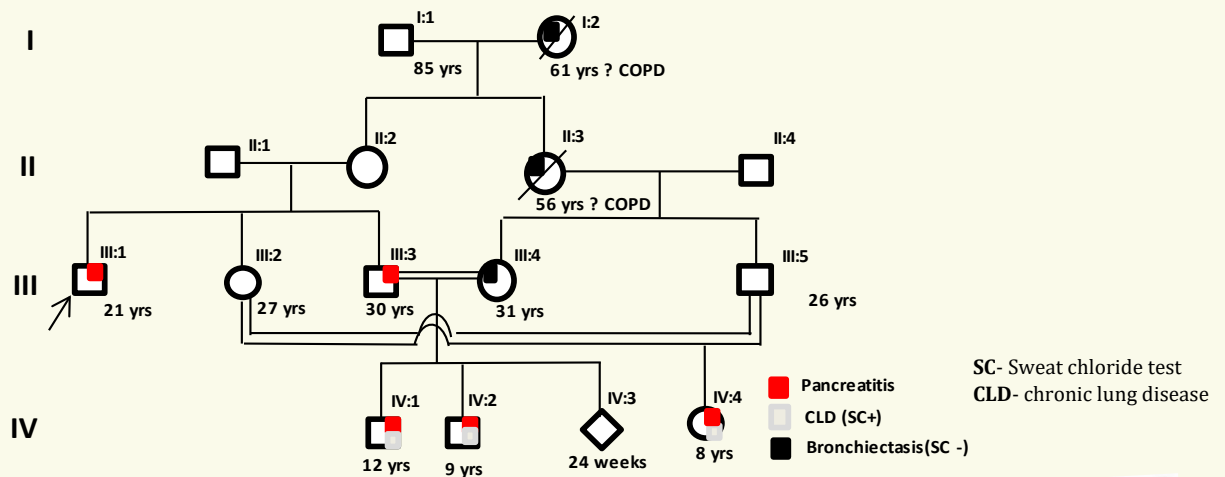 I
I:1
I:2
85 yrs
61 yrs ? COPD
II
II:1
II:2
II:3
II:4
56 yrs ? COPD
III
III:1
III:2
III:3
III:4
III:5
21 yrs
27 yrs
30 yrs
31 yrs
26 yrs
IV
IV:1
IV:2
IV:3
IV:4
12 yrs
9 yrs
24 weeks
8 yrs
Pancreatitis
CLD (SC+)
Bronchiectasis(SC -)
SC- Sweat chloride test
CLD- chronic lung disease